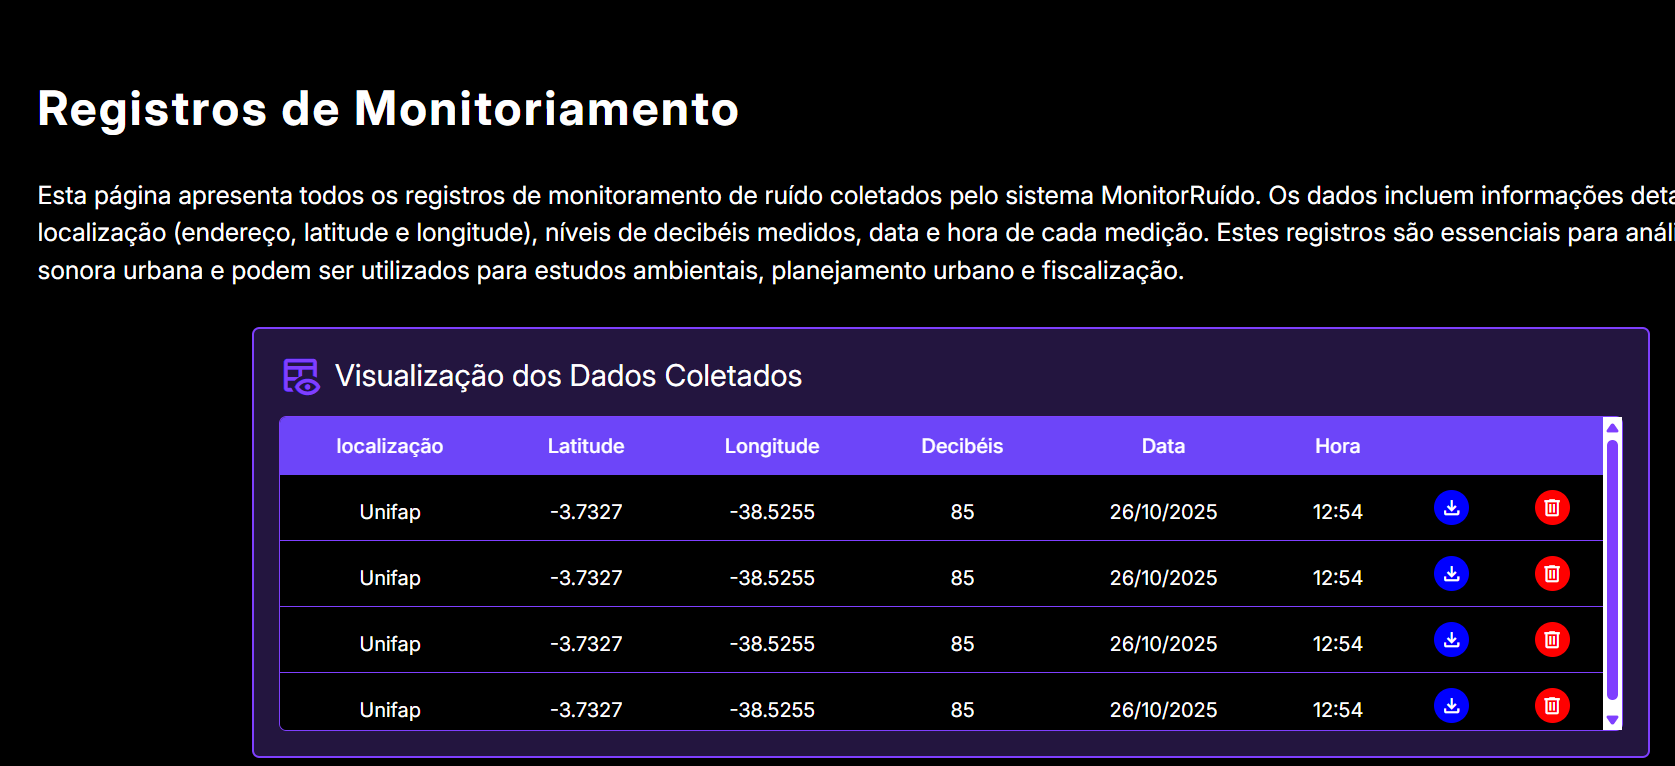 Registros de Monitoriamento
Esta página apresenta todos os registros de monitoramento de ruído coletados pelo sistema MonitorRuído. Os dados incluem informações
localização (endereço, latitude e longitude), níveis de decibéis medidos, data e hora de cada medição. Estes registros são essenciais para
sonora urbana e podem ser utilizados para estudos ambientais, planejamento urbano e fiscalização.
Visualização dos Dados Coletados
localização Latitude Longitude Decibéis Data Hora
Unifap -3.7327 -38.5255 85 26/10/2025 12:54
Unifap -3.7327 -38.5255 85 26/10/2025 12:54
Unifap -3.7327 -38.5255 85 26/10/2025 12:54
Unifap -3.7327 -38.5255 85 26/10/2025 12:54